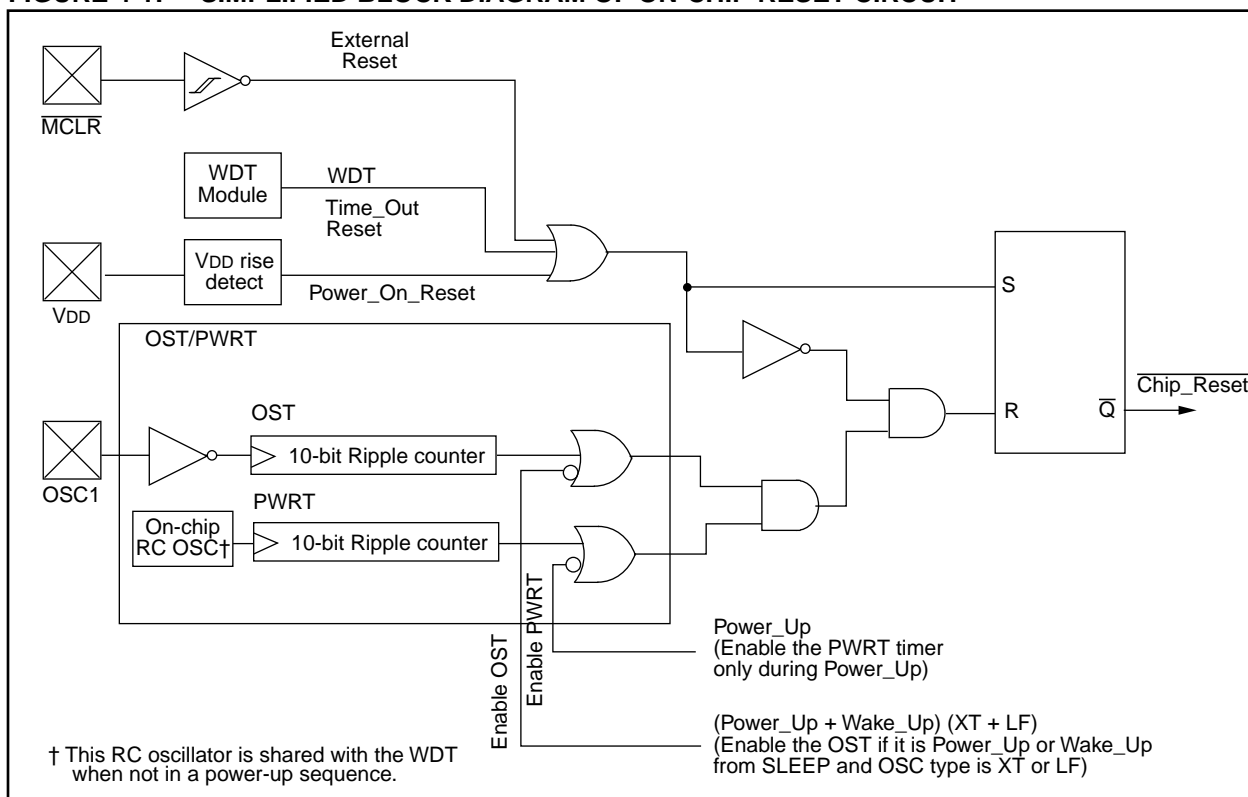 External
Reset
MCLR
WDT
Module
WDT
Time_Out
Reset
VDD rise
detect
Power_On_Reset
VDD
S
OST/PWRT
Chip_Reset
R
Q
OST
10-bit Ripple counter
OSC1
PWRT
On-chip
RC OSC†
10-bit Ripple counter
Enable OST
Enable PWRT
Power_Up
(Enable the PWRT timer
only during Power_Up)
(Power_Up + Wake_Up) (XT + LF)
(Enable the OST if it is Power_Up or Wake_Up
from SLEEP and OSC type is XT or LF)
† This RC oscillator is shared with the WDT
when not in a power-up sequence.